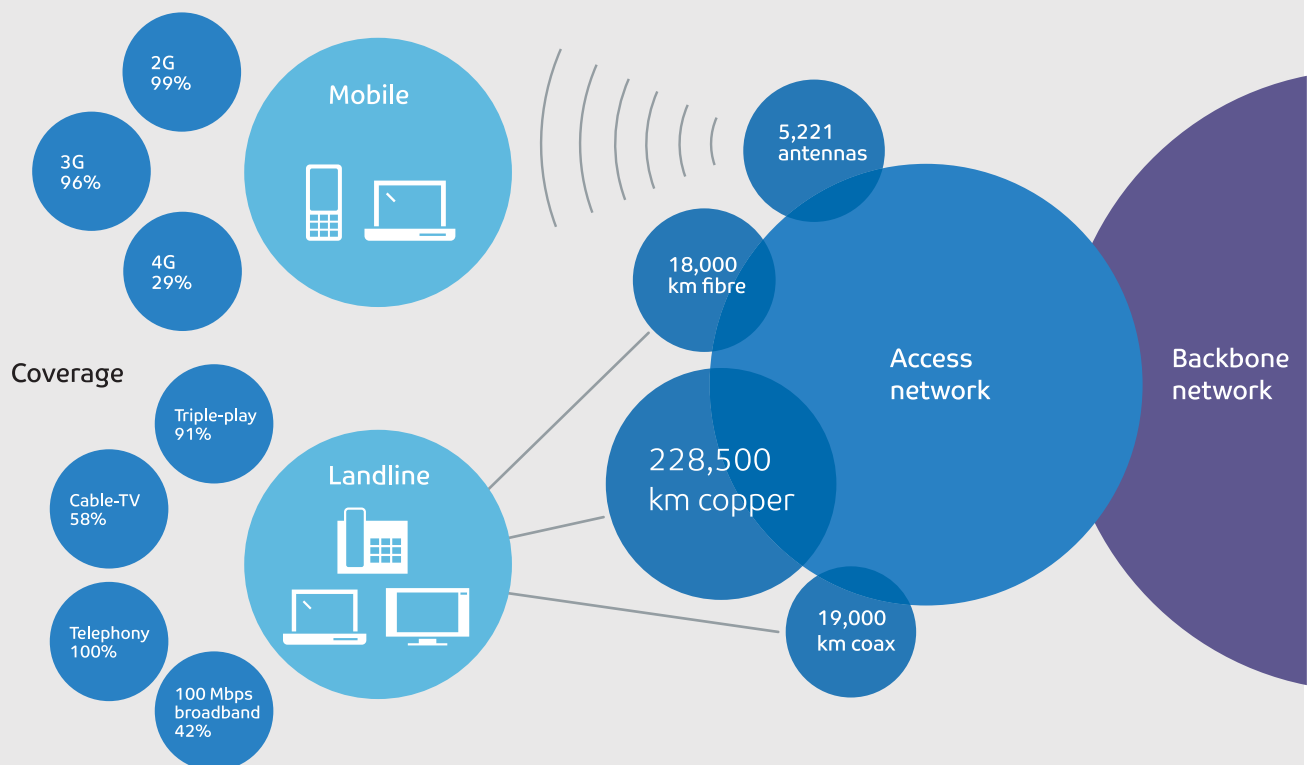 2G
99%
Mobile
3G
96%
4G
29%
5,221
antennas
18,000
km fibre
Coverage
Access
network
Backbone
network
Triple-play
91%
Landline
Cable-TV
58%
228,500
km copper
Telephony
100%
19,000
km coax
100 Mbps
broadband
42%